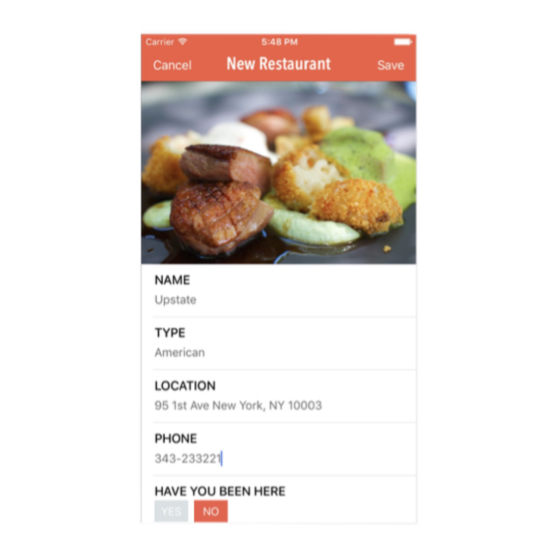 Carrier 5:48 PM
Cancel New Restaurant Save
NAME
Upstate
TYPE
American
LOCATION
95 1st Ave New York, NY 10003
PHONE
343-233221
HAVE YOU BEEN HERE
YES NO